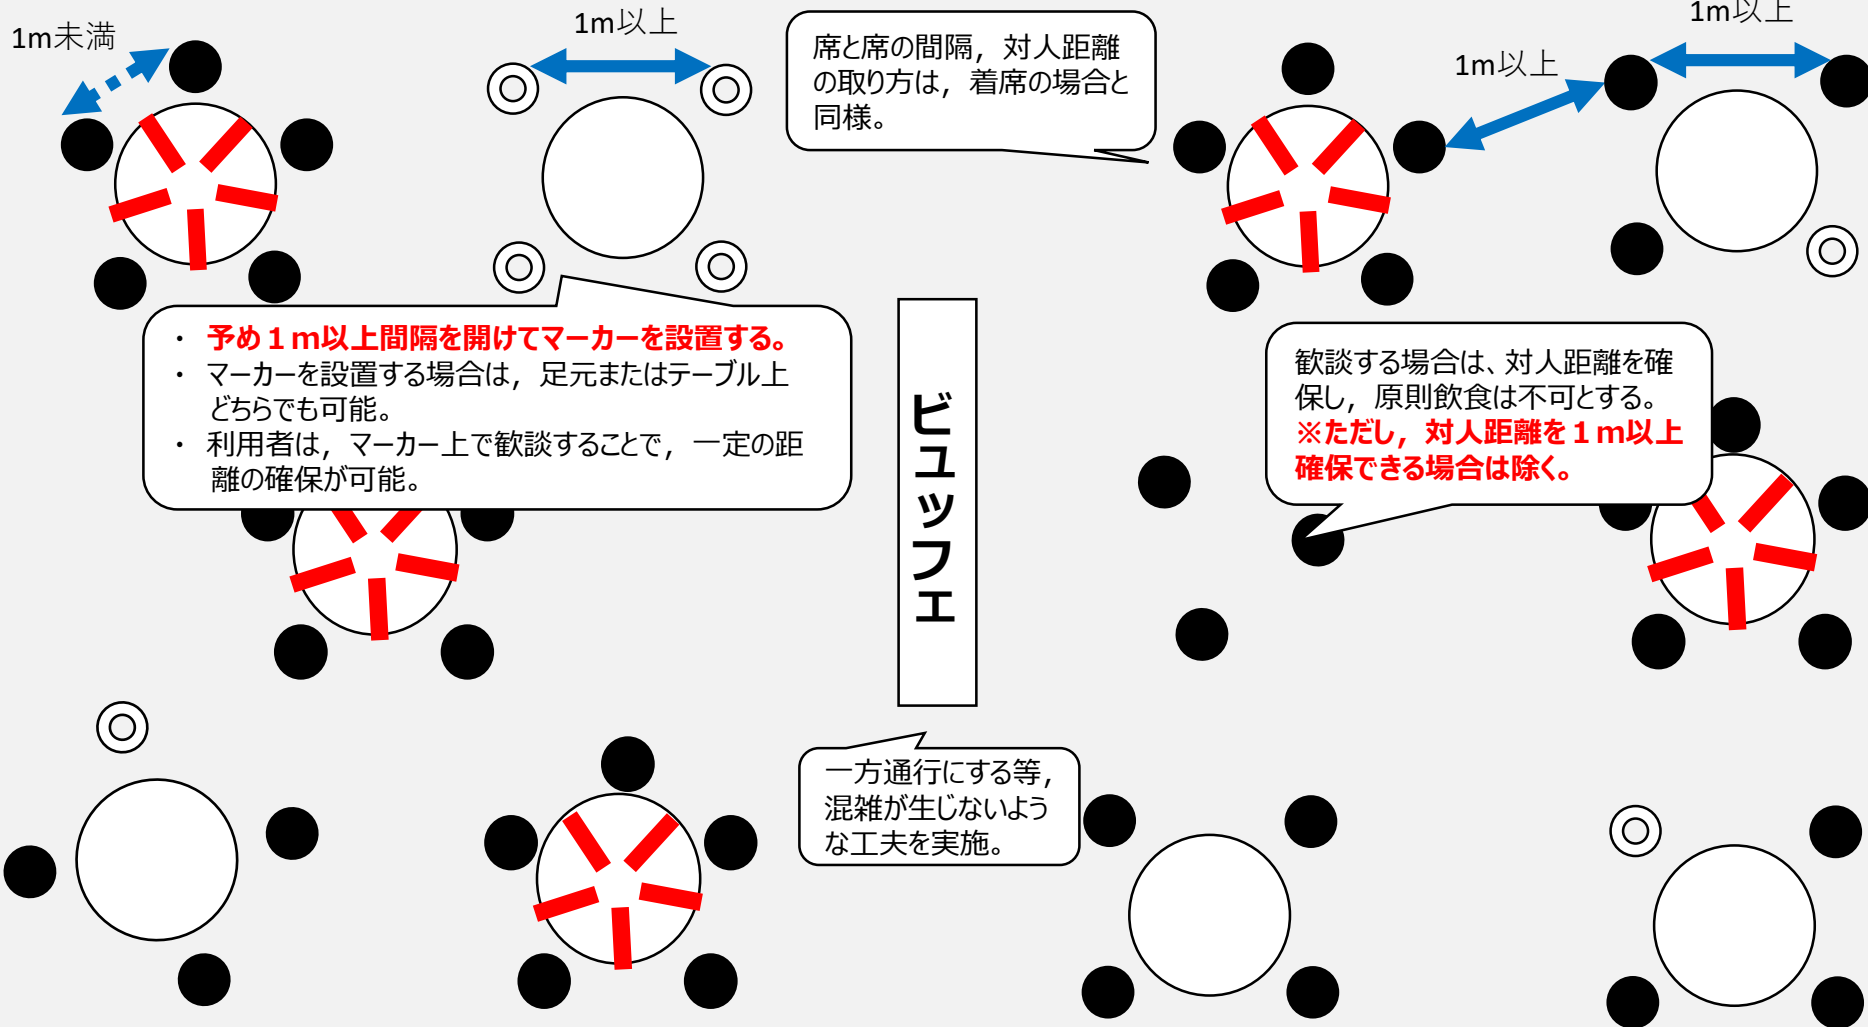 1m未満
1m以上
席と席の間隔，対人距離
の取り方は，着席の場合と
同様。
1m以上
1m以上
・ 予め１ｍ以上間隔を開けてマーカーを設置する。
・ マーカーを設置する場合は，足元またはテーブル上
どちらでも可能。
・ 利用者は，マーカー上で歓談することで，一定の距
離の確保が可能。
ビュッフェ
歓談する場合は、対人距離を確
保し，原則飲食は不可とする。
※ただし，対人距離を１ｍ以上
確保できる場合は除く。
一方通行にする等，
混雑が生じないよう
な工夫を実施。